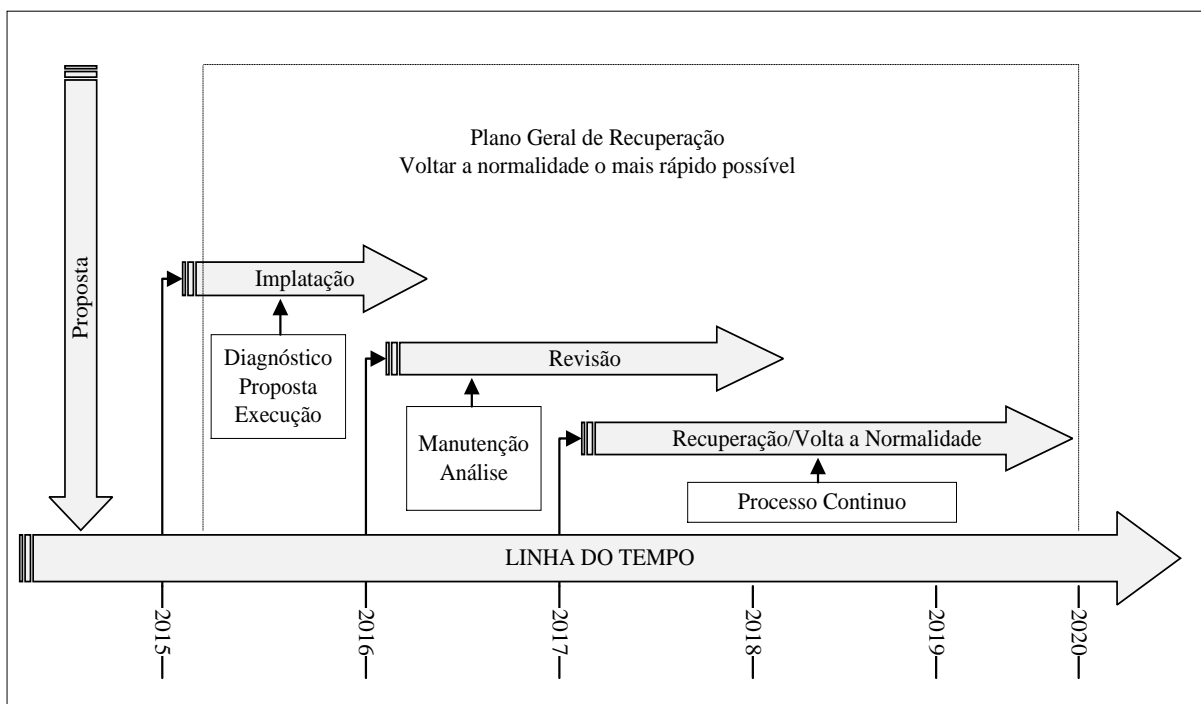 Plano Geral de Recuperação
Voltar a normalidade o mais rápido possível
Proposta
Implatação
Diagnóstico
Proposta
Execução
Revisão
Manutenção
Análise
Recuperação/Volta a Normalidade
Processo Continuo
LINHA DO TEMPO
2015
2016
2017
2018
2019
2020